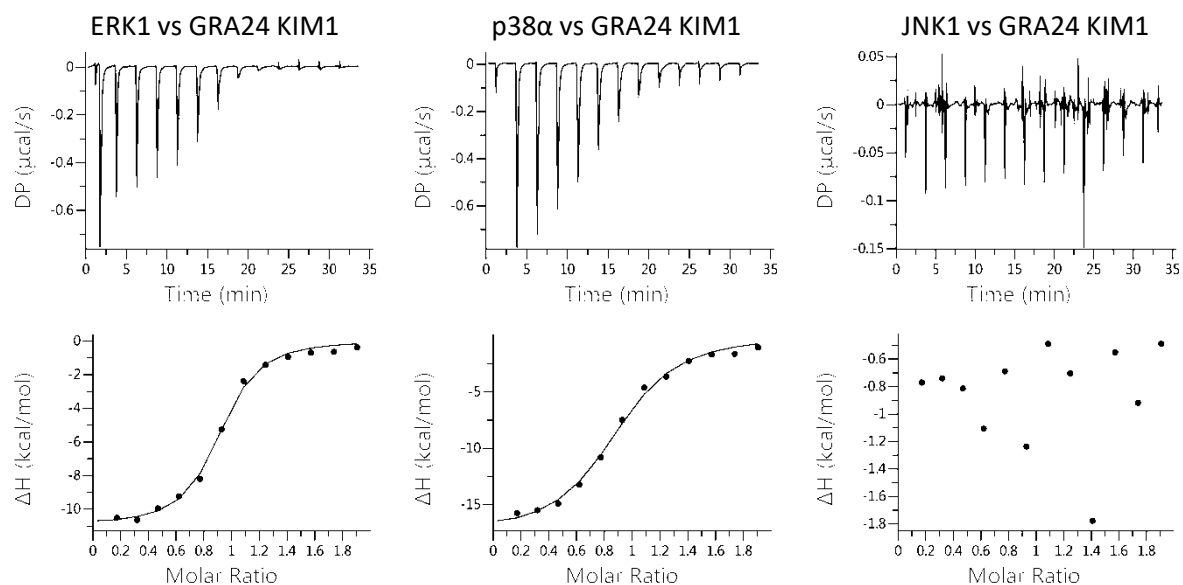 ERK1 vs GRA24 KIM1
p38α vs GRA24 KIM1
JNK1 vs GRA24 KIM1
DP (µcal/s)
0
-0.2
-0.4
-0.6
0 5 10 15 20 25 30 35
Time (min)
DP (µcal/s)
0
-0.2
-0.4
-0.6
0 5 10 15 20 25 30 35
Time (min)
DP (µcal/s)
0.05
0
-0.05
-0.1
-0.15
0 5 10 15 20 25 30 35
Time (min)
ΔH (kcal/mol)
0
-2
-4
-6
-8
-10
0 0.2 0.4 0.6 0.8 1 1.2 1.4 1.6 1.8
Molar Ratio
ΔH (kcal/mol)
-5
-10
-15
0 0.2 0.4 0.6 0.8 1 1.2 1.4 1.6 1.8
Molar Ratio
ΔH (kcal/mol)
-0.6
-0.8
-1
-1.2
-1.4
-1.6
-1.8
0 0.2 0.4 0.6 0.8 1 1.2 1.4 1.6 1.8
Molar Ratio